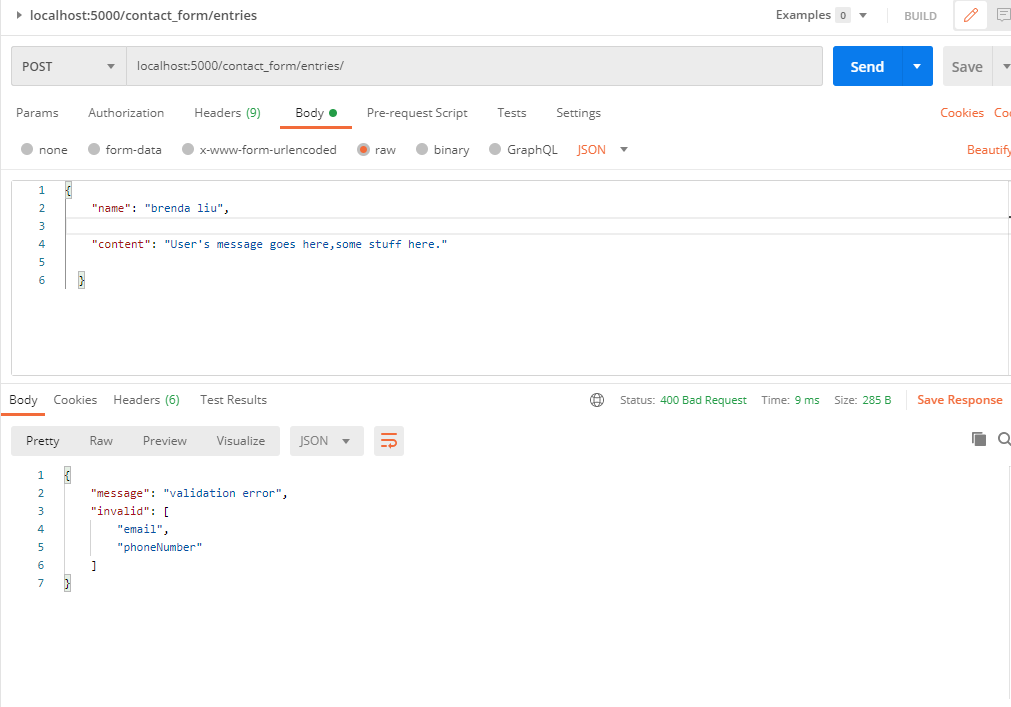 localhost:5000/contact_form/entries Examples 0 BUILD
POST localhost:5000/contact_form/entries/ Send Save
Params Authorization Headers (9) Body Pre-request Script Tests Settings Cookies
none form-data x-www-form-urlencoded raw binary GraphQL JSON Beautify
1 {
2 "name": "brenda liu",
3
4 "content": "User's message goes here,some stuff here."
5
6 }
Body Cookies Headers (6) Test Results Status: 400 Bad Request Time: 9 ms Size: 285 B Save Response
Pretty Raw Preview Visualize JSON
1 {
2 "message": "validation error",
3 "invalid": [
4 "email",
5 "phoneNumber"
6 ]
7 }